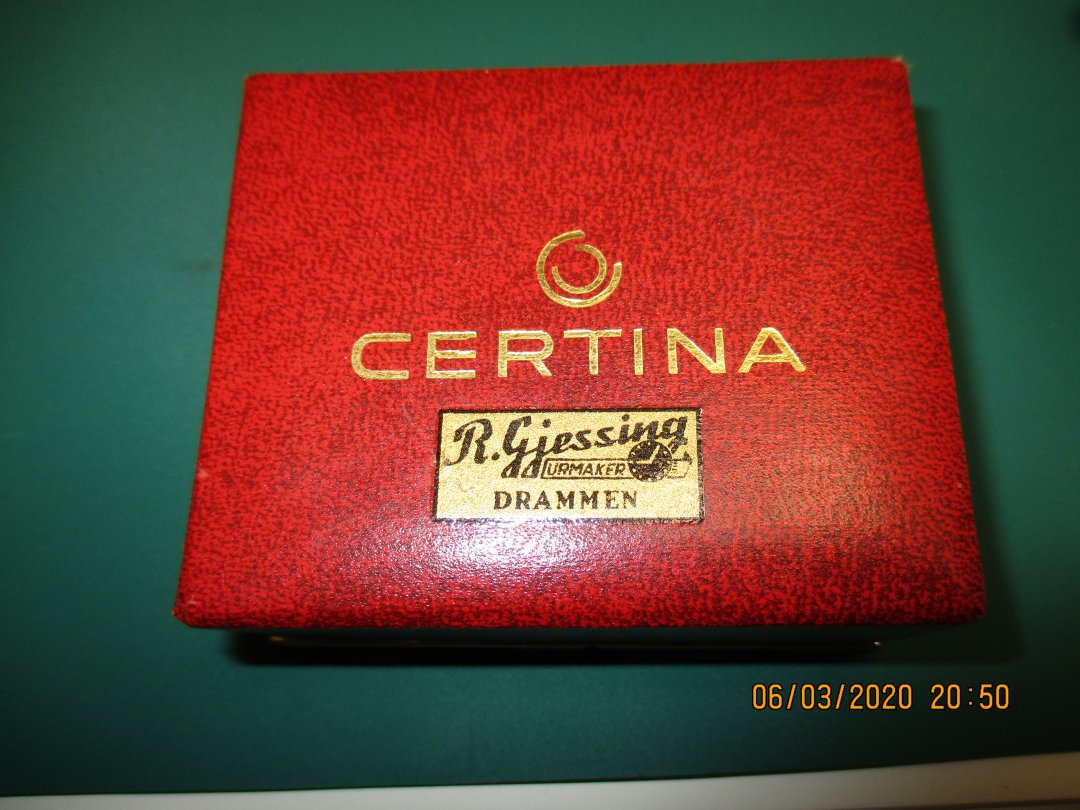 CERTINA
R. Gjessing
URMAKER
DRAMMEN
06/03/2020 20:50